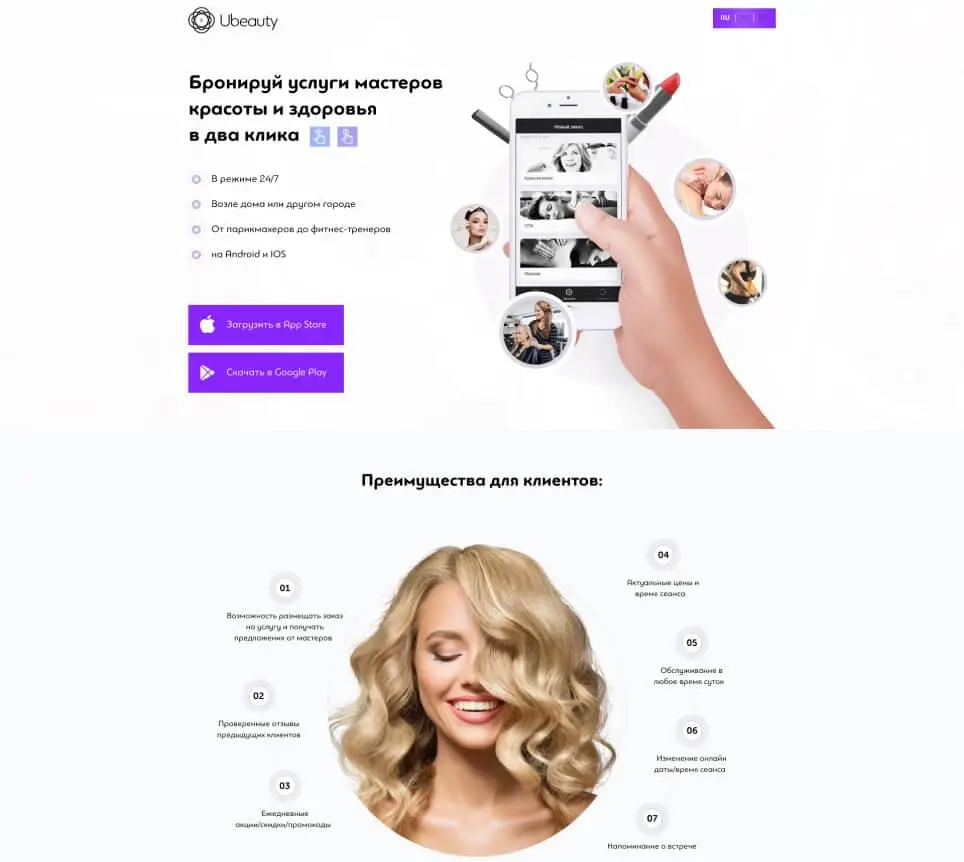 Ubeauty
RU
Бронируй услуги мастеров
красоты и здоровья
в два клика
В режиме 24/7
Возле дома или другом городе
От парикмахеров до фитнес-тренеров
на Android и IOS
Загрузить в App Store
Скачать в Google Play
Новый заказ
Преимущества для клиентов:
01
Возможность размещать заказ
на услугу и получать
предложения от мастеров
02
Проверенные отзывы
предыдущих клиентов
03
Ежедневные
акции/скидки/промокоды
04
Актуальные цены и
время сеанса
05
Обслуживание в
любое время суток
06
Изменение онлайн
даты/время сеанса
07
Напоминание о встрече